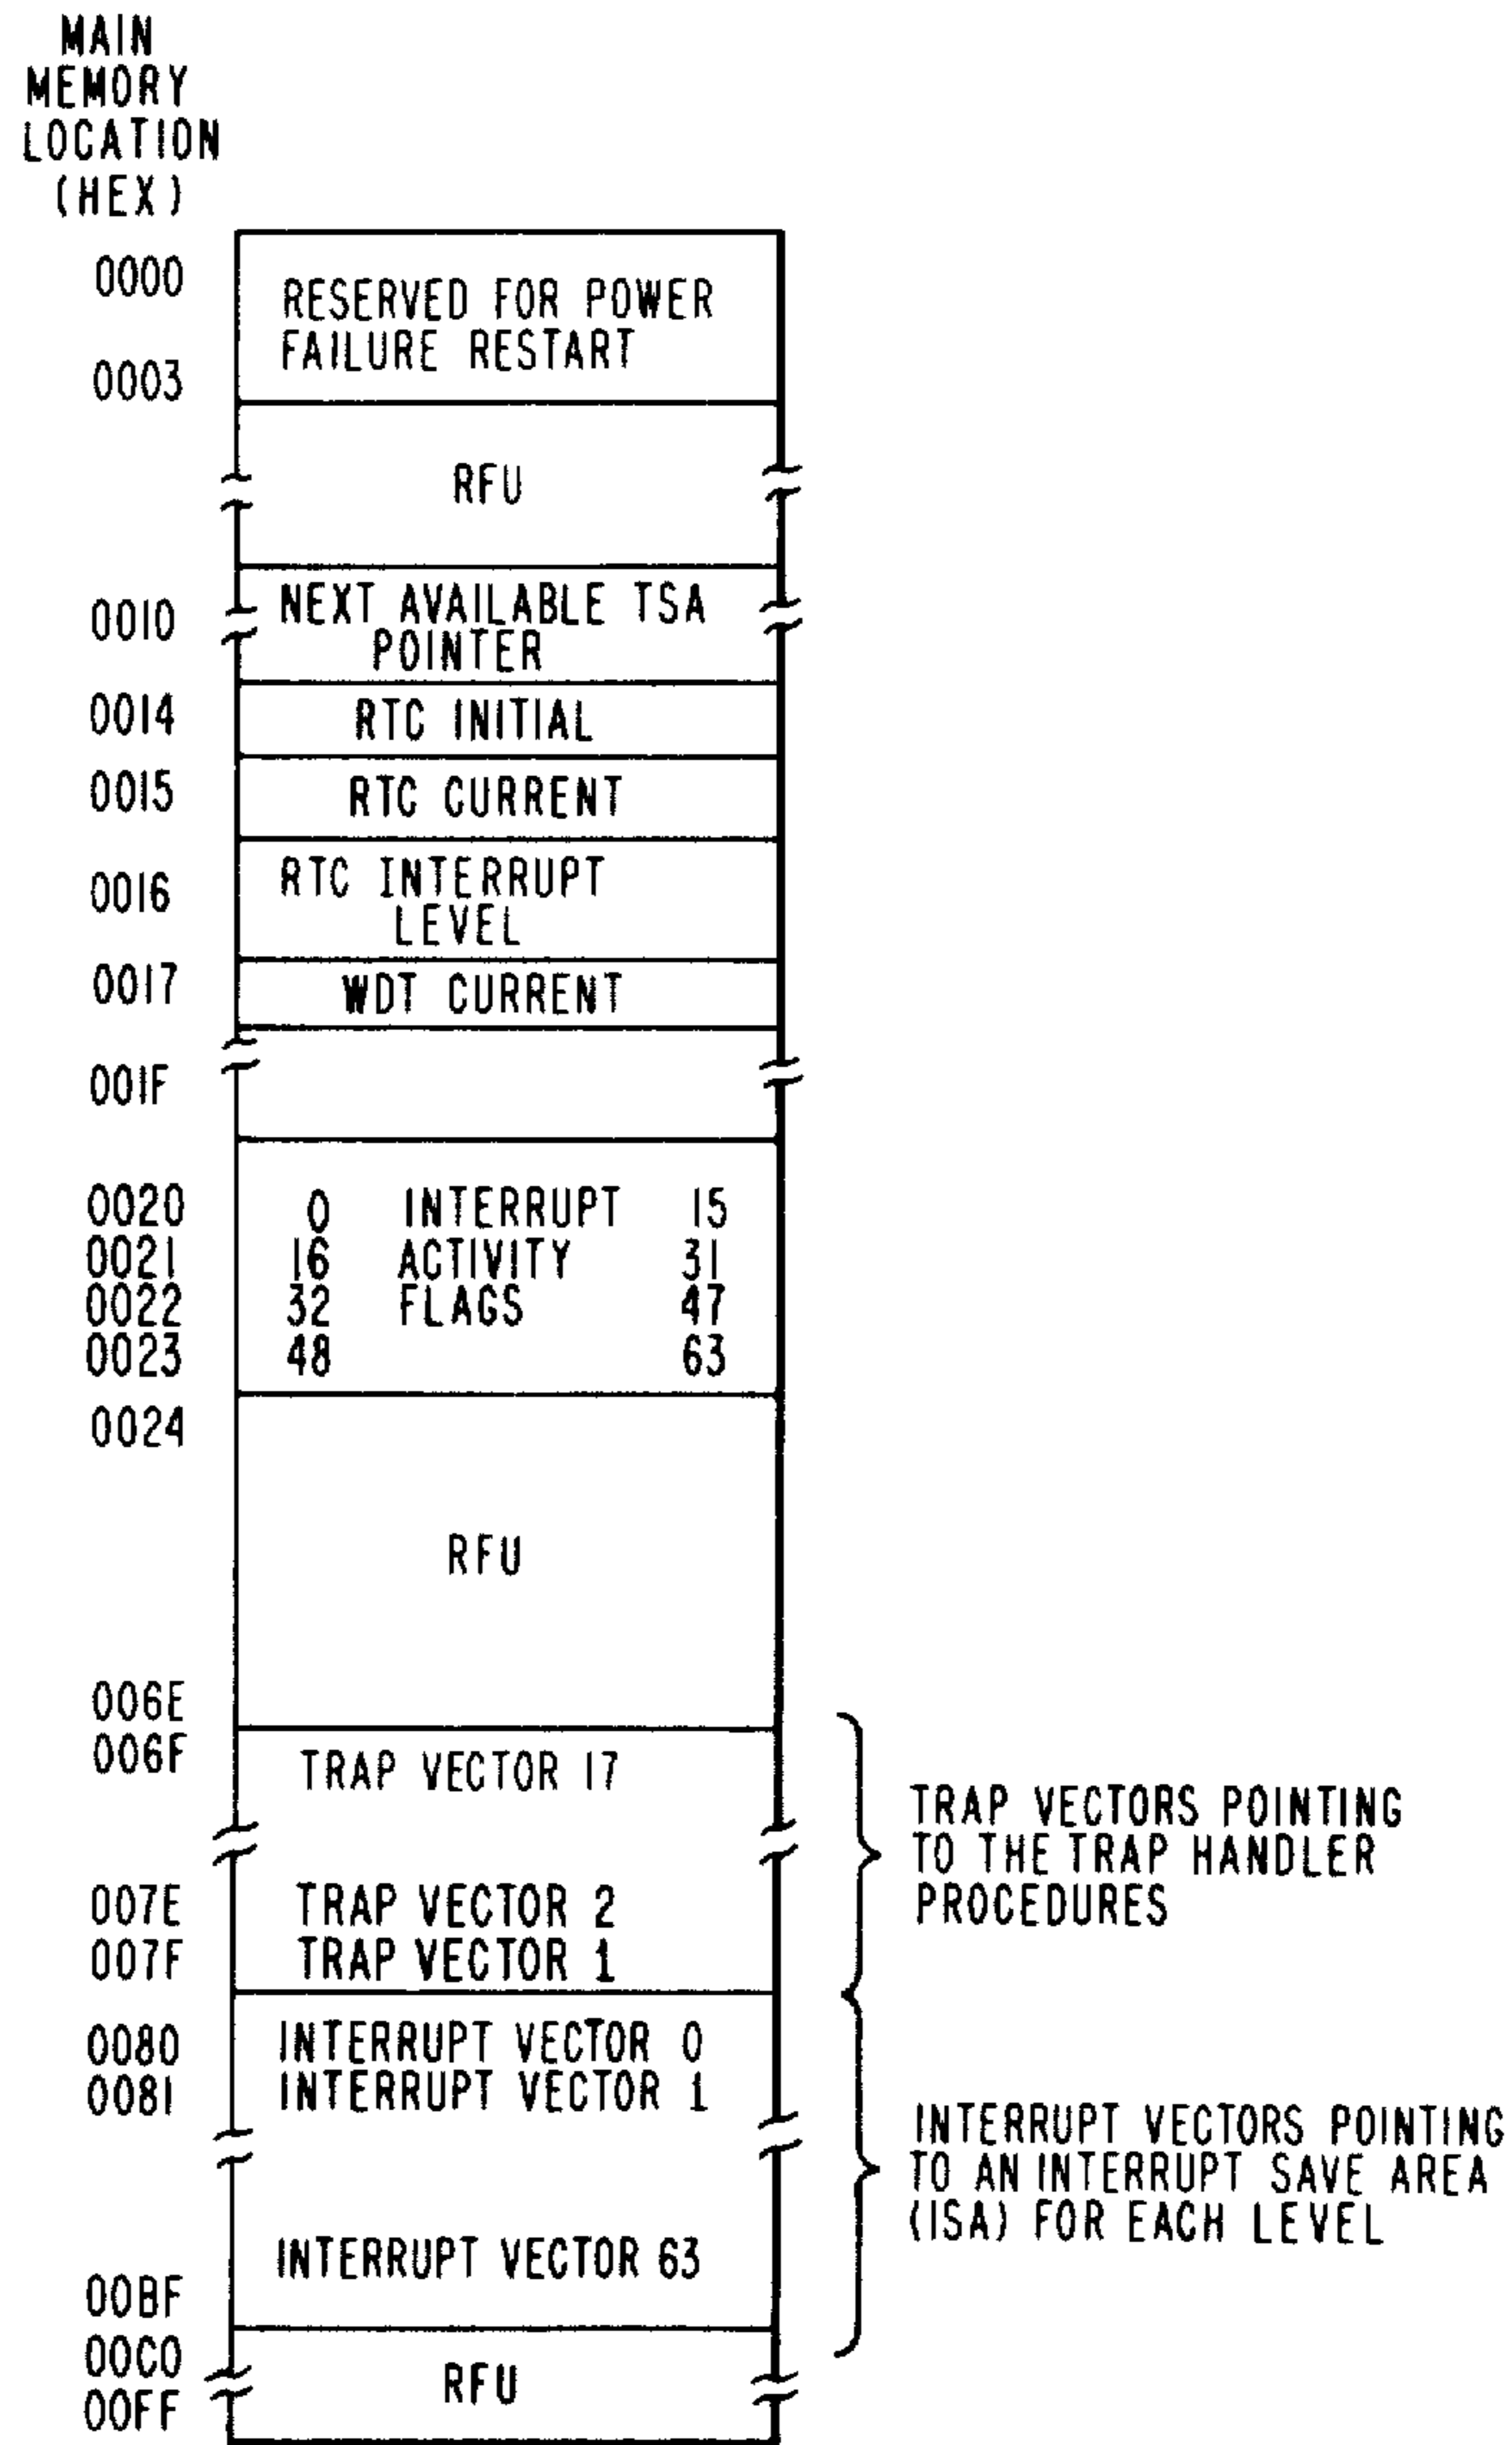 MAIN
MEMORY
LOCATION
(HEX)
0000
RESERVED FOR POWER
FAILURE RESTART
0003
RFU
0010
NEXT AVAILABLE TSA
POINTER
0014 RTC INITIAL
0015 RTC CURRENT
RTC INTERRUPT
0016
LEVEL
0017 WDT CURRENT
001F
0020 0 INTERRUPT 15
0021 16 ACTIVITY 31
0022 32 FLAGS 47
0023 48 63
0024
RFU
006E
006F TRAP VECTOR 17
TRAP VECTORS POINTING
TO THE TRAP HANDLER
PROCEDURES
007E TRAP VECTOR 2
007F TRAP VECTOR 1
0080 INTERRUPT VECTOR 0
0081 INTERRUPT VECTOR 1
INTERRUPT VECTORS POINTING
TO AN INTERRUPT SAVE AREA
(ISA) FOR EACH LEVEL
INTERRUPT VECTOR 63
00BF
00C0
RFU
00FF